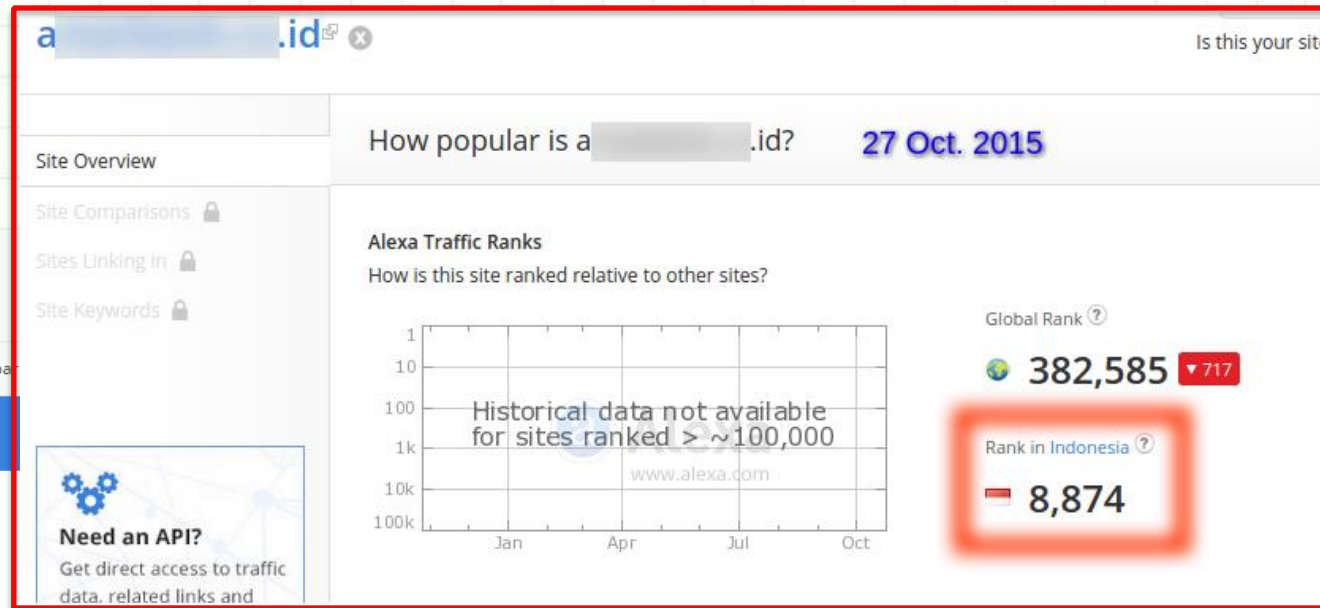 a .id
Is this your site
Site Overview
Site Comparisons
Sites Linking In
Site Keywords
How popular is a .id?
27 Oct. 2015
Alexa Traffic Ranks
How is this site ranked relative to other sites?
1
10
100
1k
10k
100k
Historical data not available
for sites ranked > ~100,000
Alexa
www.alexa.com
Jan Apr Jul Oct
Global Rank ?
382,585 ▼717
Rank in Indonesia ?
8,874
Need an API?
Get direct access to traffic
data, related links and